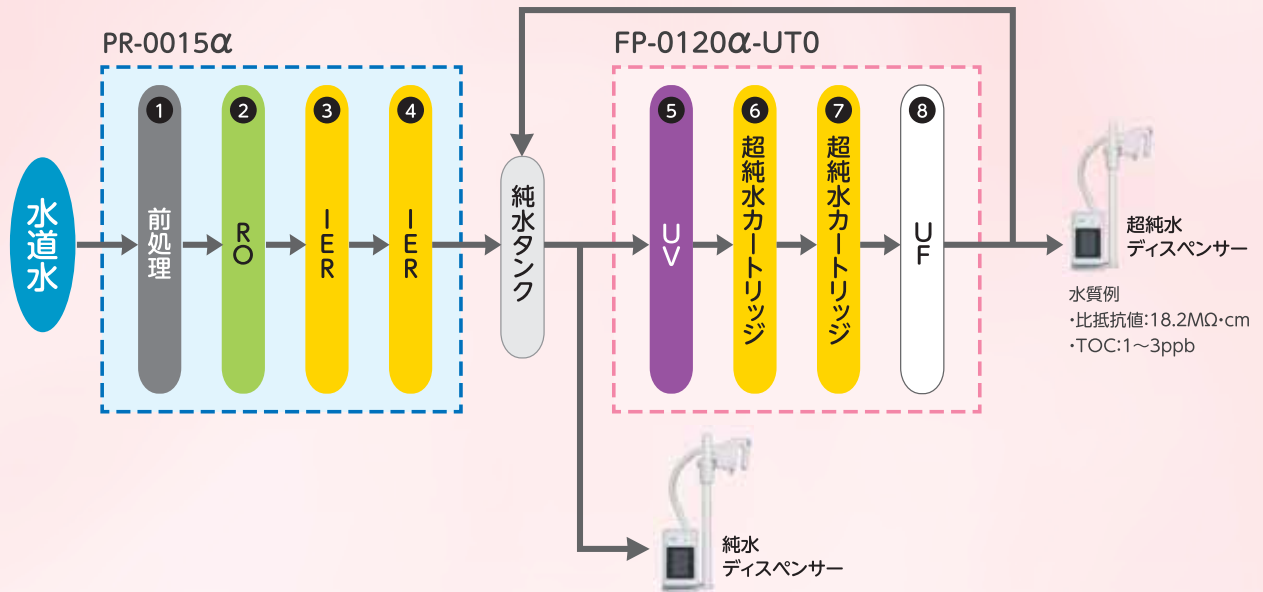 PR-0015α
FP-0120α-UT0
水道水
1
前処理
2
RO
3
IER
4
IER
純水タンク
5
UV
6
超純水カートリッジ
7
超純水カートリッジ
8
UF
超純水
ディスペンサー
水質例
・比抵抗値:18.2MΩ・cm
・TOC:1～3ppb
純水
ディスペンサー